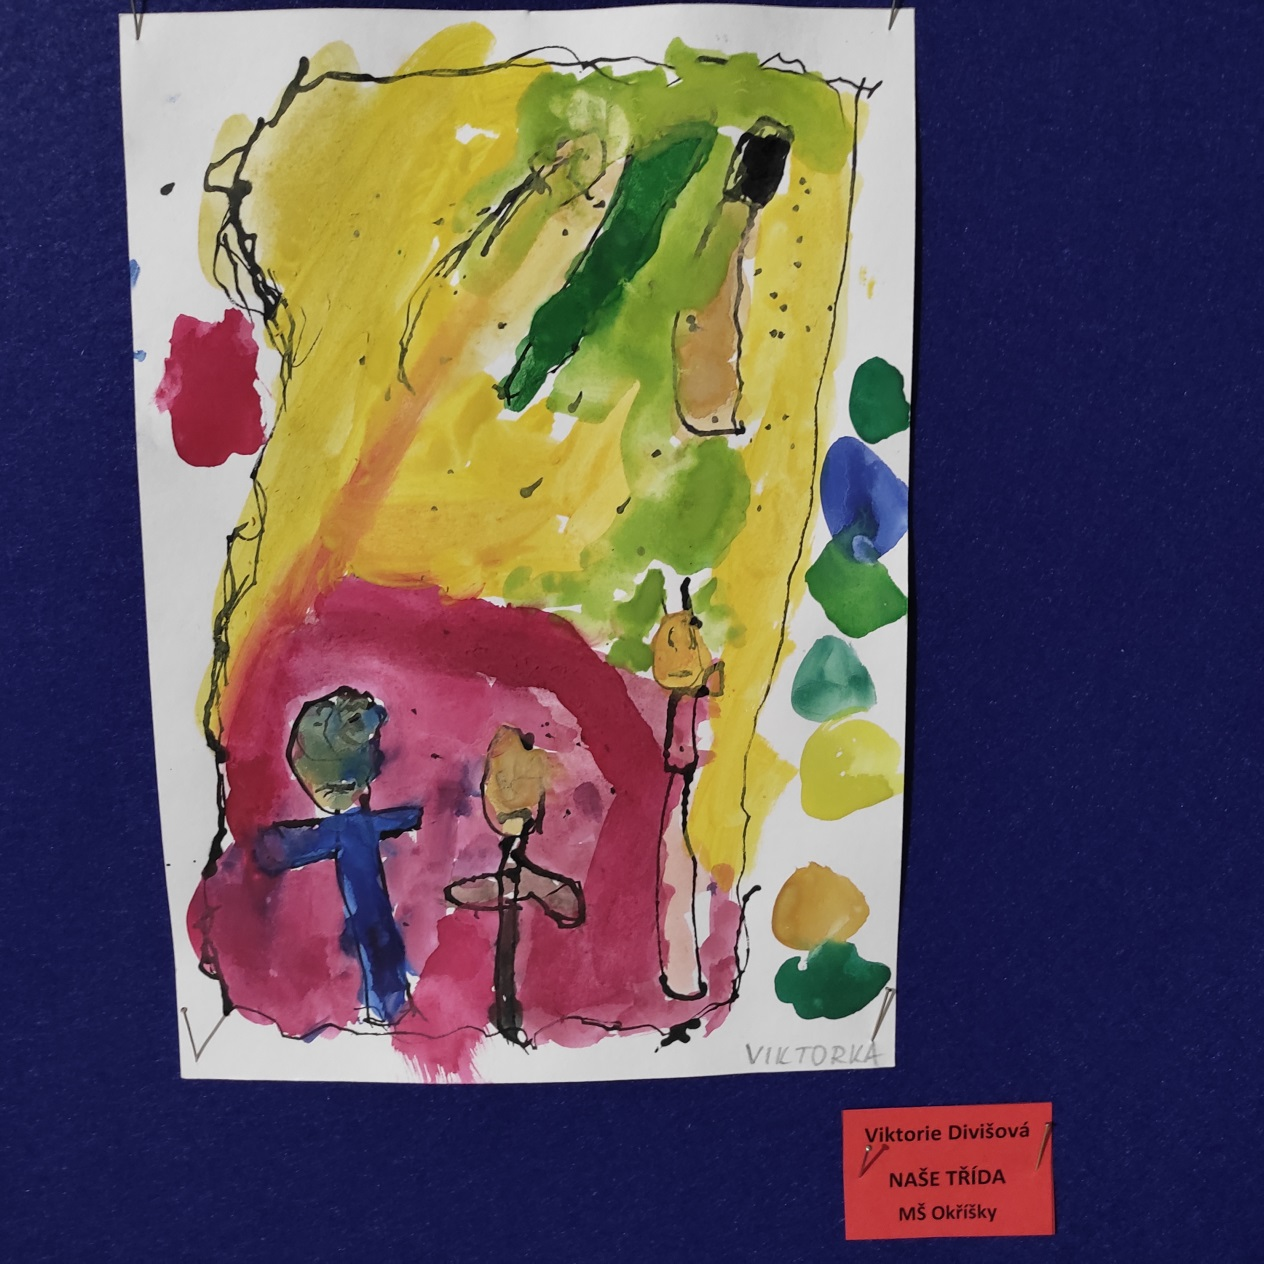 VIKTORKA
Viktorie Divišová
NAŠE TŘÍDA
MŠ Okříšky